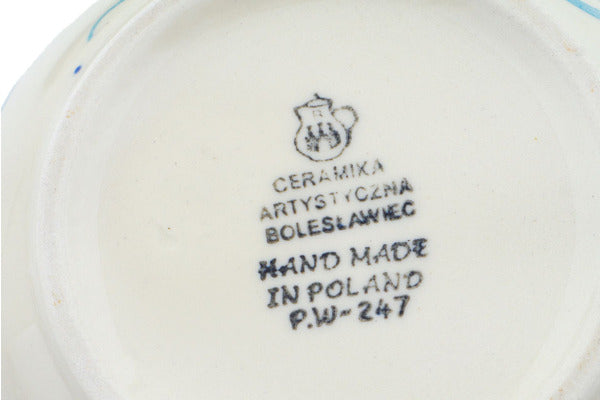 CERAMIKA
ARTYSTYCZNA
BOLESŁAWIEC
HAND MADE
IN POLAND
P.W-247